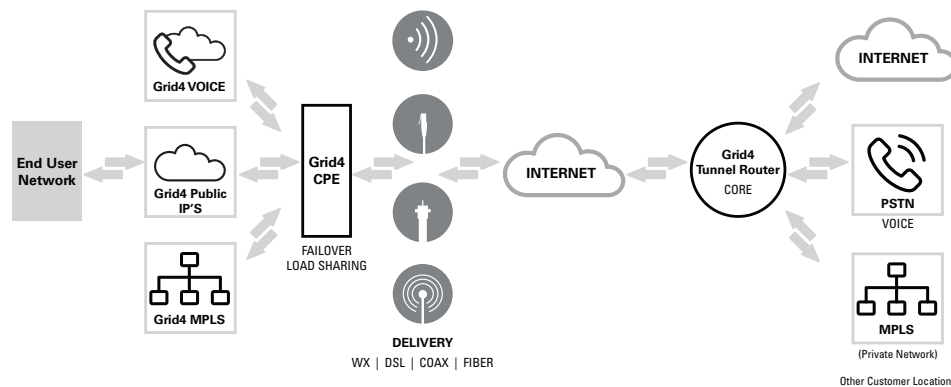 Grid4 VOICE
End User
Network
Grid4 Public
IP'S
Grid4 MPLS
Grid4
CPE
FAILOVER
LOAD SHARING
DELIVERY
WX | DSL | COAX | FIBER
INTERNET
Grid4
Tunnel Router
CORE
INTERNET
PSTN
VOICE
MPLS
(Private Network)
Other Customer Location